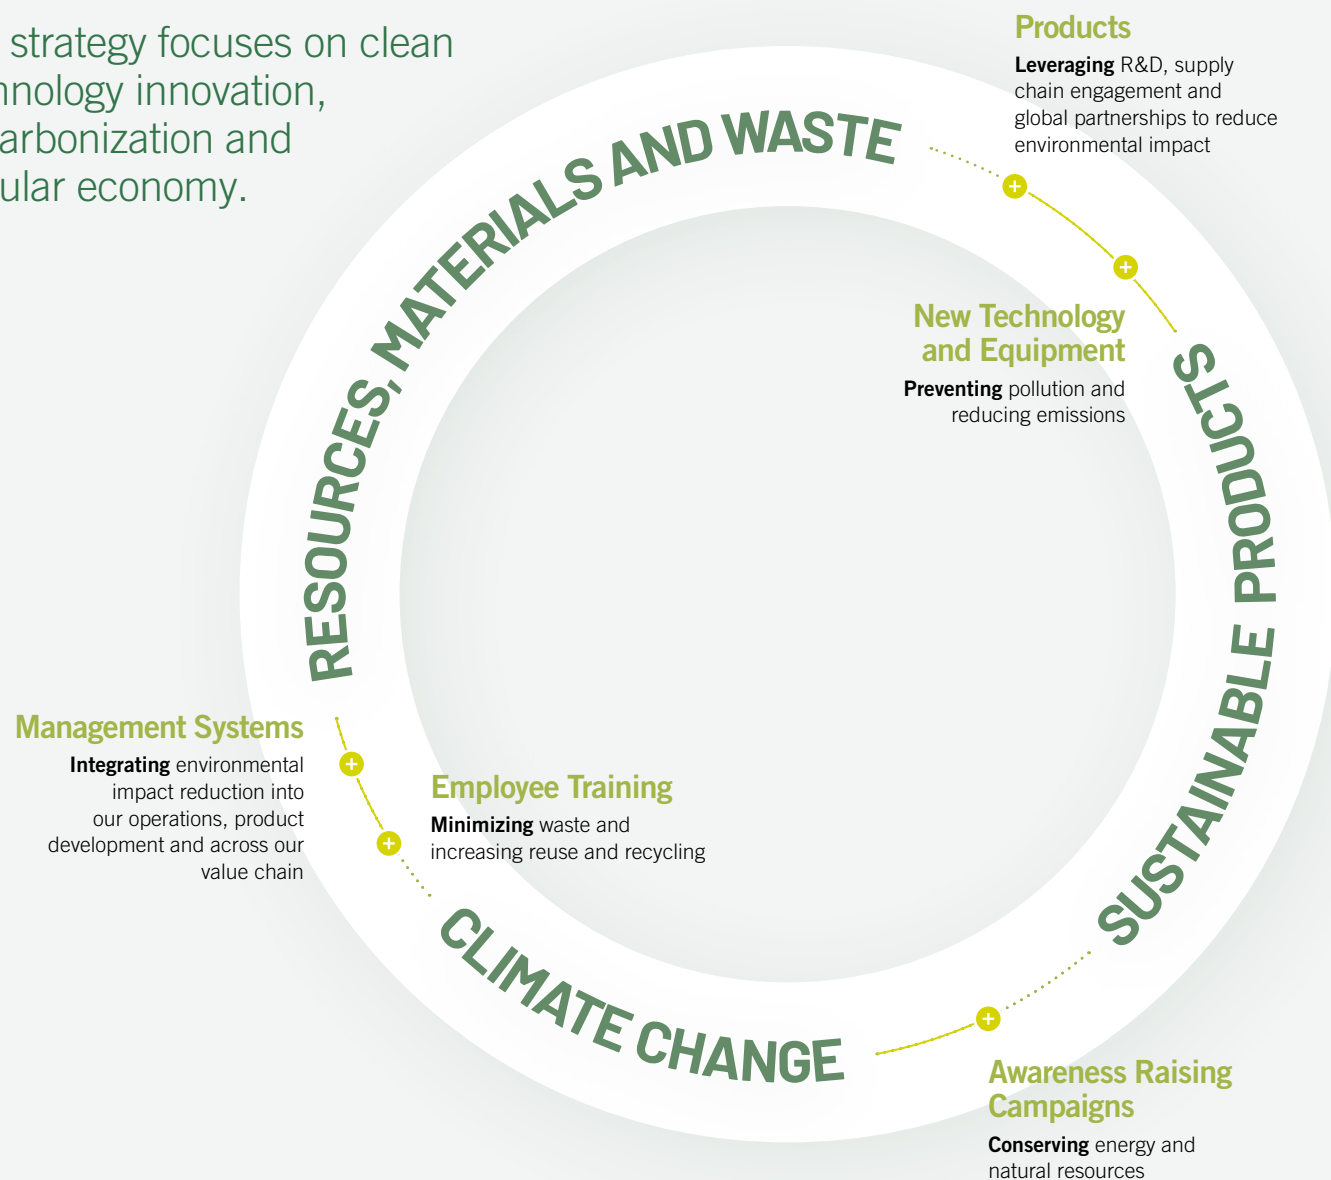 strategy focuses on clean
innovation,
and
economy.
Products
Leveraging R&D, supply
chain engagement and
global partnerships to reduce
environmental impact
RESOURCES, MATERIALS AND WASTE
New Technology
and Equipment
Preventing pollution and
reducing emissions
SUSTAINABLE PRODUCTS
Management Systems
Integrating environmental
impact reduction into
our operations, product
development and across our
value chain
Employee Training
Minimizing waste and
increasing reuse and recycling
CLIMATE CHANGE
Awareness Raising
Campaigns
Conserving energy and
natural resources